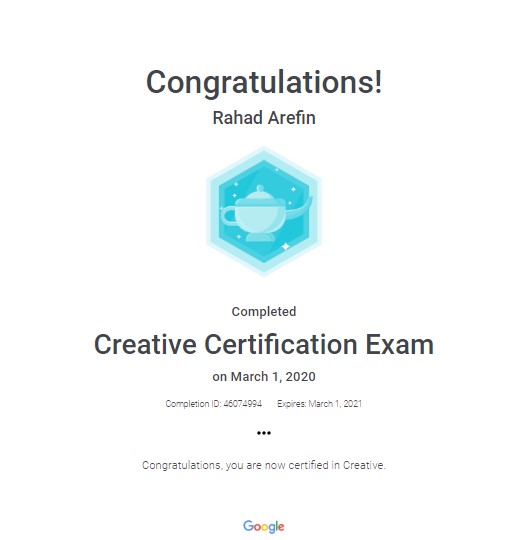 Congratulations!
Rahad Arefin
Completed
Creative Certification Exam
on March 1, 2020
Completion ID: 46074994 Expires: March 1, 2021
•••
Congratulations, you are now certified in Creative.
Google